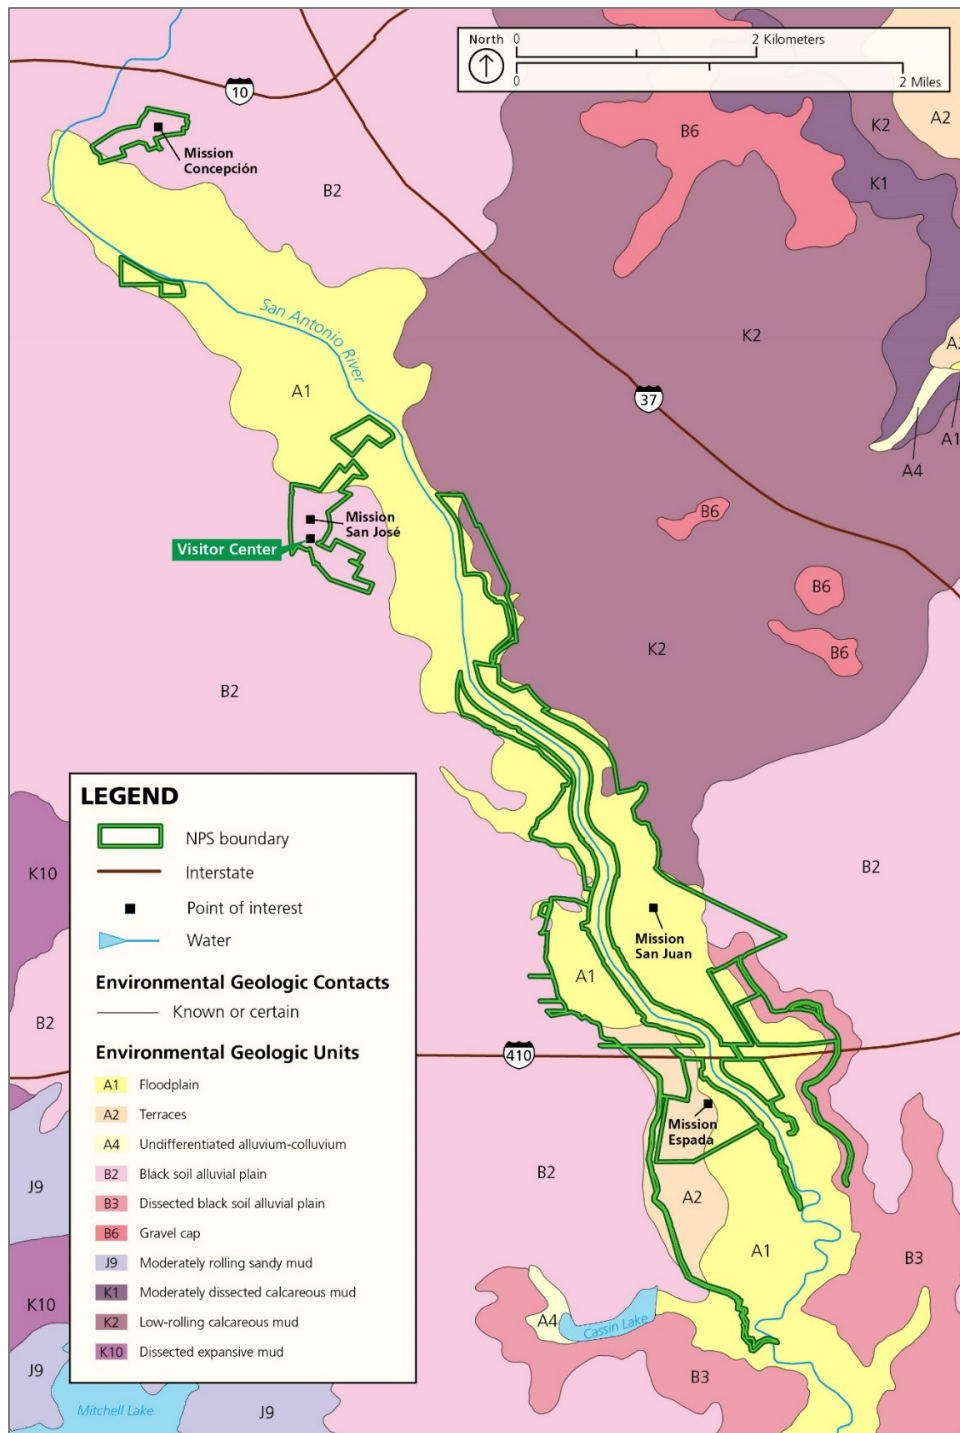 North
0
2 Kilometers
0
2 Miles
10
Mission
Concepción
B2
B6
K2
A2
K1
San Antonio River
A1
K2
37
A2
A1
A4
Mission
San José
Visitor Center
B6
B6
B6
K2
B2
LEGEND
NPS boundary
Interstate
Point of interest
Water
Environmental Geologic Contacts
Known or certain
Environmental Geologic Units
A1 Floodplain
A2 Terraces
A4 Undifferentiated alluvium-colluvium
B2 Black soil alluvial plain
B3 Dissected black soil alluvial plain
B6 Gravel cap
J9 Moderately rolling sandy mud
K1 Moderately dissected calcareous mud
K2 Low-rolling calcareous mud
K10 Dissected expansive mud
K10
B2
B2
Mission
San Juan
A1
410
Mission
Espada
B2
A2
A1
B3
J9
K10
A4
Cassin Lake
B3
J9
Mitchell Lake
J9